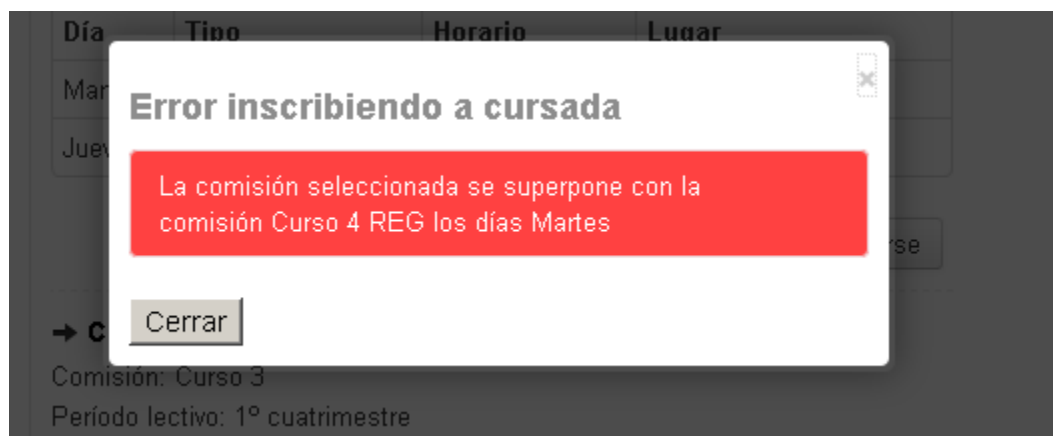 Día Tipo Horario Lugar
×
Error inscribiendo a cursada
La comisión seleccionada se superpone con la
comisión Curso 4 REG los días Martes
Cerrar
Comisión: Curso 3
Período lectivo: 1º cuatrimestre